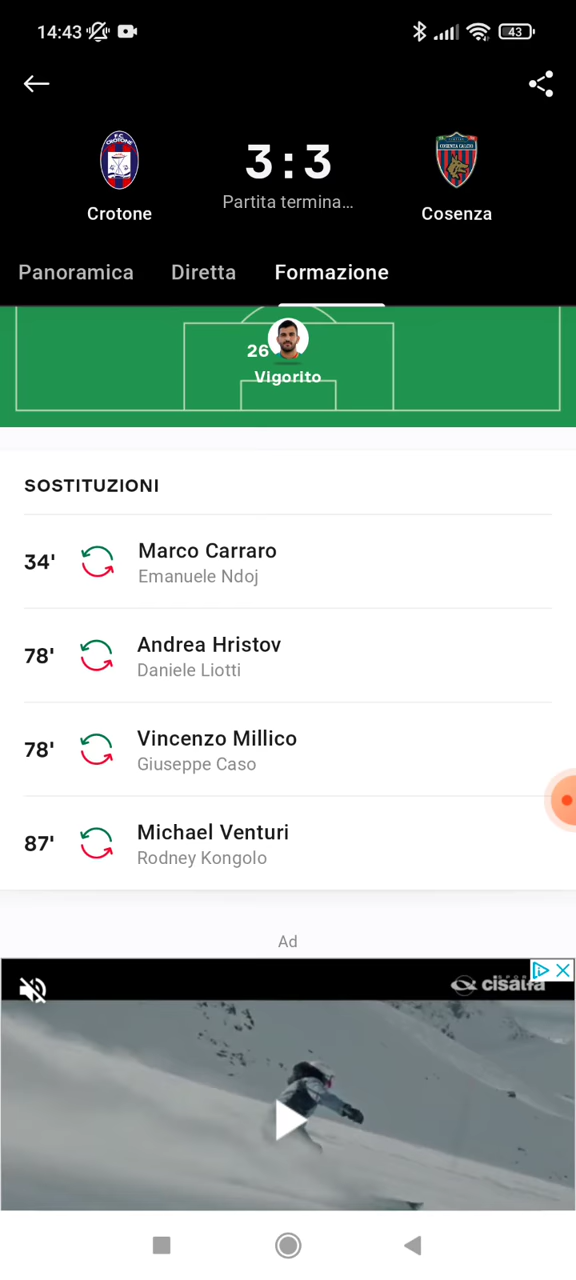 14:43
43
3:3
Partita termina...
Crotone
Cosenza
Panoramica
Diretta
Formazione
26
Vigorito
SOSTITUZIONI
34'
Marco Carraro
Emanuele Ndoj
78'
Andrea Hristov
Daniele Liotti
78'
Vincenzo Millico
Giuseppe Caso
87'
Michael Venturi
Rodney Kongolo
Ad
cisalfa